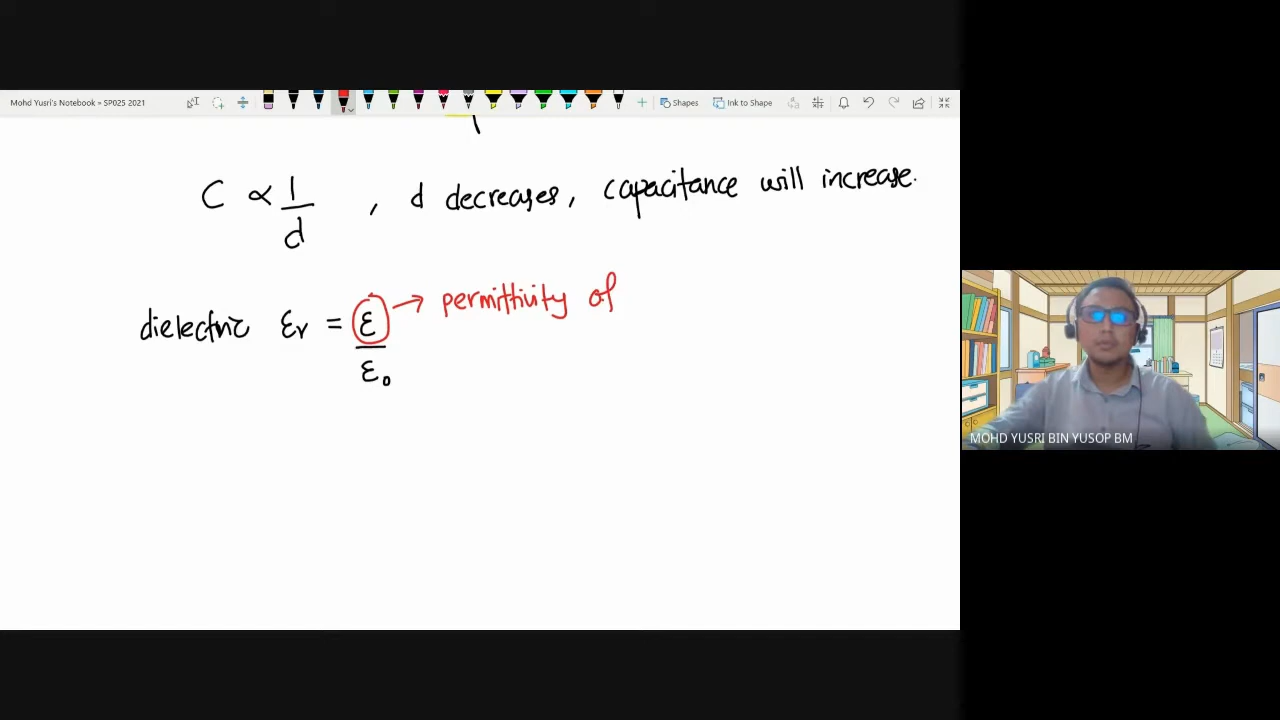 Mohd Yusri's Notebook » SP025 2021
Shapes
Ink to Shape
C ∝ 1/d , d decreases, capacitance will increase.
dielectric εr = ε/ε0 → permittivity of
MOHD YUSRI BIN YUSOP BM